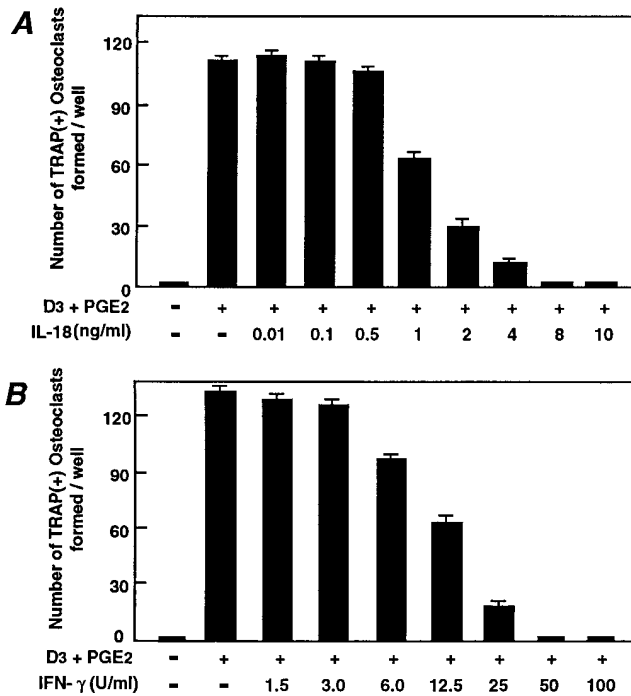 A
Number of TRAP(+) Osteoclasts
formed / well
120
90
60
30
0
D3 + PGE2 - + + + + + + + + +
IL-18(ng/ml) - - 0.01 0.1 0.5 1 2 4 8 10
B
Number of TRAP(+) Osteoclasts
formed / well
120
90
60
30
0
D3 + PGE2 - + + + + + + + +
IFN- γ (U/ml) - - 1.5 3.0 6.0 12.5 25 50 100